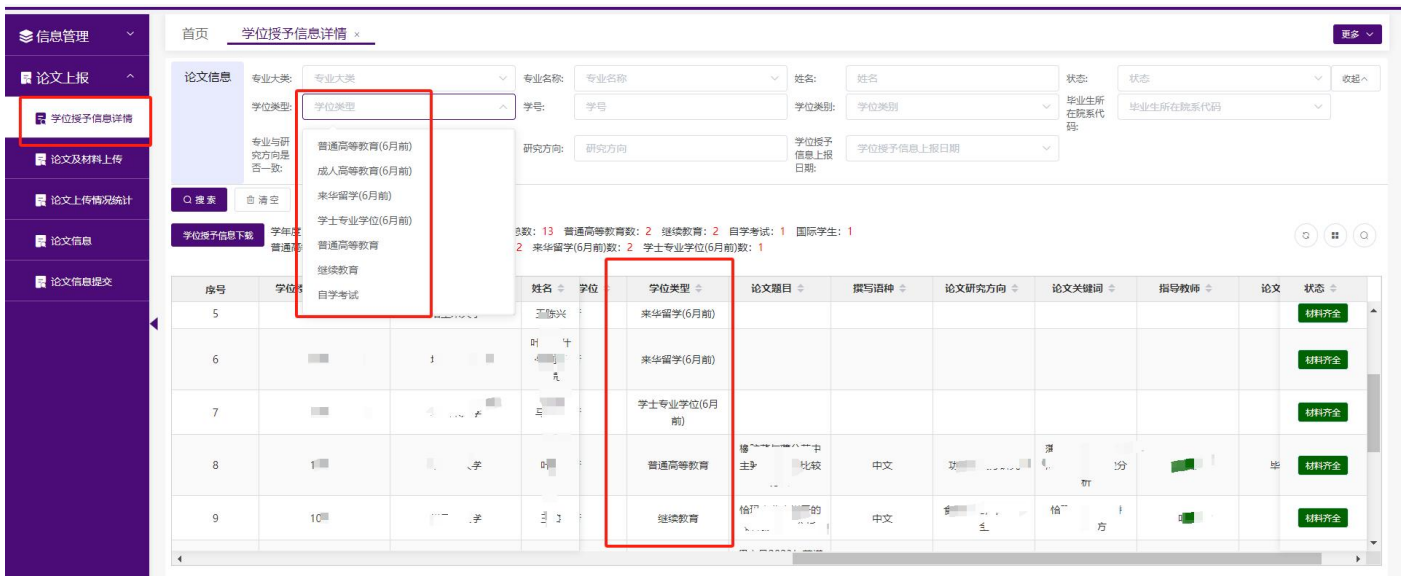 信息管理
首页 学位授予信息详情 × 更多
论文上报
论文信息 专业大类: 专业大类 专业名称: 专业名称 姓名: 姓名 状态: 状态 收起
学位类型: 学位类型 学号: 学号 学位类别: 学位类别 毕业生所在院系代码: 毕业生所在院系代码
学位授予信息详情
专业与研究方向是否一致: 研究方向: 研究方向 学位授予信息上报日期: 学位授予信息上报日期
普通高等教育(6月前)
成人高等教育(6月前)
来华留学(6月前)
学士专业学位(6月前)
普通高等教育
继续教育
自学考试
论文及材料上传
论文上传情况统计
论文信息
论文信息提交
搜索 清空
学位授予信息下载 学年度 总数: 13 普通高等教育数: 2 继续教育: 2 自学考试: 1 国际学生: 1
普通高 2 来华留学(6月前)数: 2 学士专业学位(6月前)数: 1
序号 学位 姓名 学位 学位类型 论文题目 撰写语种 论文研究方向 论文关键词 指导教师 论文 状态
5 来华留学(6月前) 材料齐全
6 来华留学(6月前) 材料齐全
7 学士专业学位(6月前) 材料齐全
8 普通高等教育 中文 材料齐全
9 继续教育 中文 材料齐全